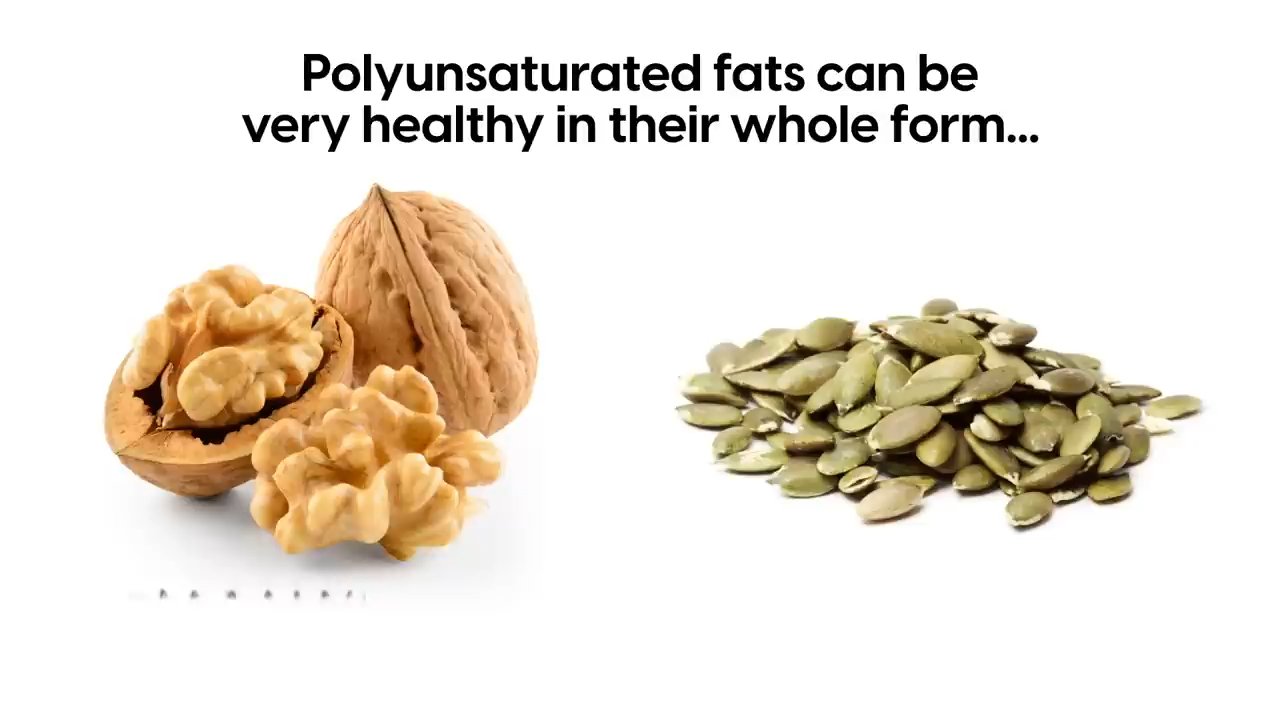 Polyunsaturated fats can be
very healthy in their whole form...